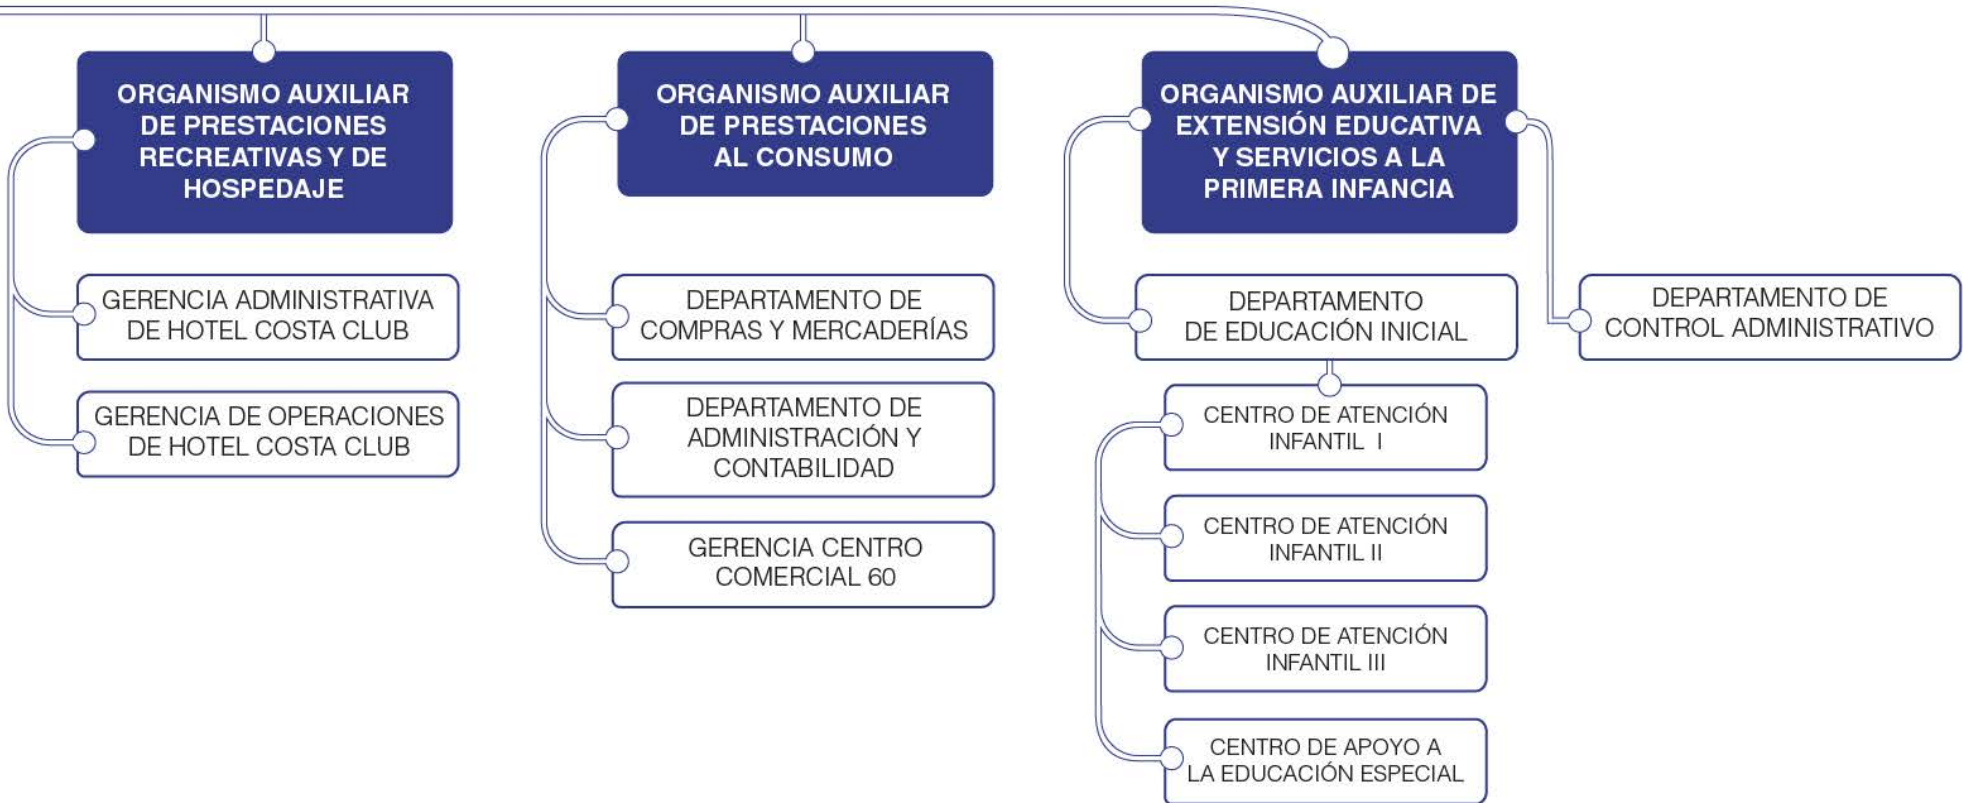 ORGANISMO AUXILIAR
DE PRESTACIONES
RECREATIVAS Y DE
HOSPEDAJE
GERENCIA ADMINISTRATIVA
DE HOTEL COSTA CLUB
GERENCIA DE OPERACIONES
DE HOTEL COSTA CLUB
ORGANISMO AUXILIAR
DE PRESTACIONES
AL CONSUMO
DEPARTAMENTO DE
COMPRAS Y MERCADERÍAS
DEPARTAMENTO DE
ADMINISTRACIÓN Y
CONTABILIDAD
GERENCIA CENTRO
COMERCIAL 60
ORGANISMO AUXILIAR DE
EXTENSIÓN EDUCATIVA
Y SERVICIOS A LA
PRIMERA INFANCIA
DEPARTAMENTO
DE EDUCACIÓN INICIAL
CENTRO DE ATENCIÓN
INFANTIL I
CENTRO DE ATENCIÓN
INFANTIL II
CENTRO DE ATENCIÓN
INFANTIL III
CENTRO DE APOYO A
LA EDUCACIÓN ESPECIAL
DEPARTAMENTO DE
CONTROL ADMINISTRATIVO